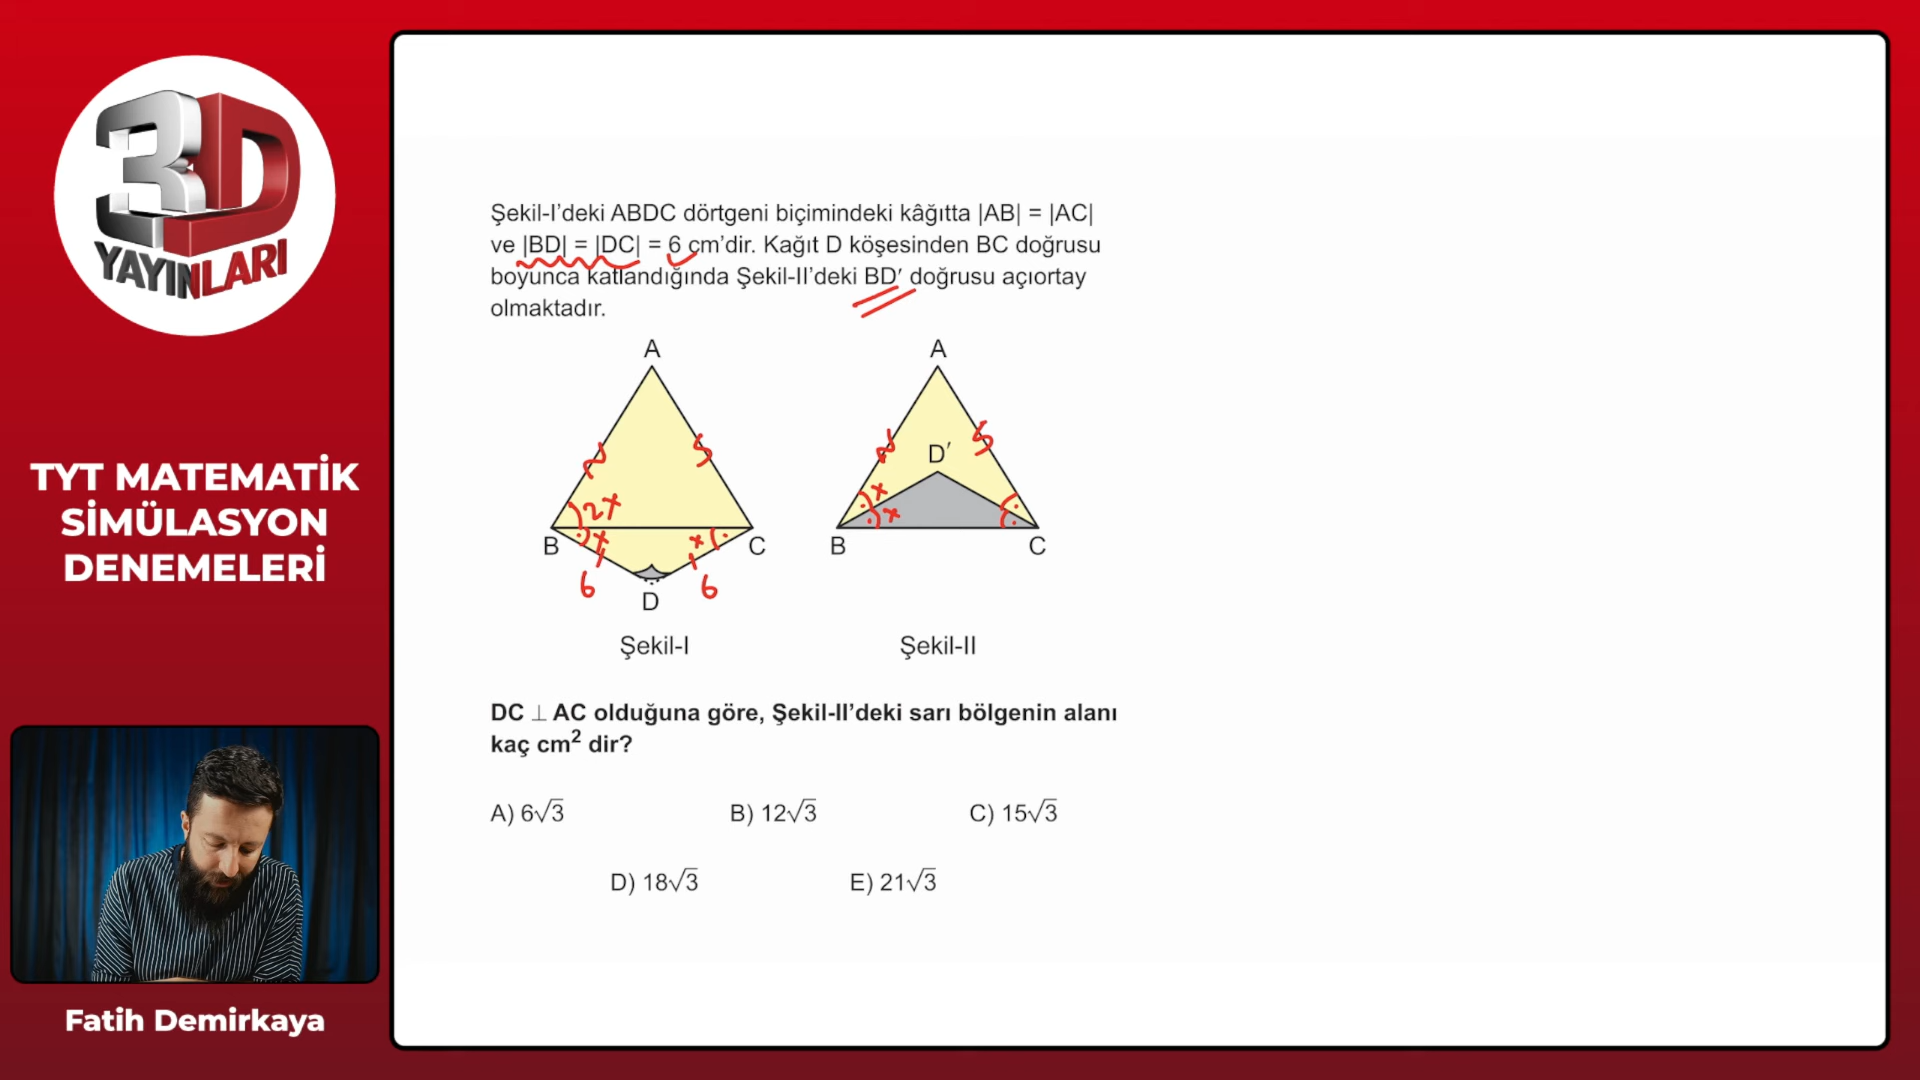 3D
YAYINLARI
TYT MATEMATİK
SİMÜLASYON
DENEMELERİ
Fatih Demirkaya
Şekil-I'deki ABDC dörtgeni biçimindeki kâğıtta |AB| = |AC|
ve |BD| = |DC| = 6 cm'dir. Kağıt D köşesinden BC doğrusu
boyunca katlandığında Şekil-II'deki BD′ doğrusu açıortay
olmaktadır.
A
2x
B
x
x
C
6
6
D
Şekil-I
A
D′
x
x
B
C
Şekil-II
DC ⊥ AC olduğuna göre, Şekil-II'deki sarı bölgenin alanı
kaç cm² dir?
A) 6√3
B) 12√3
C) 15√3
D) 18√3
E) 21√3